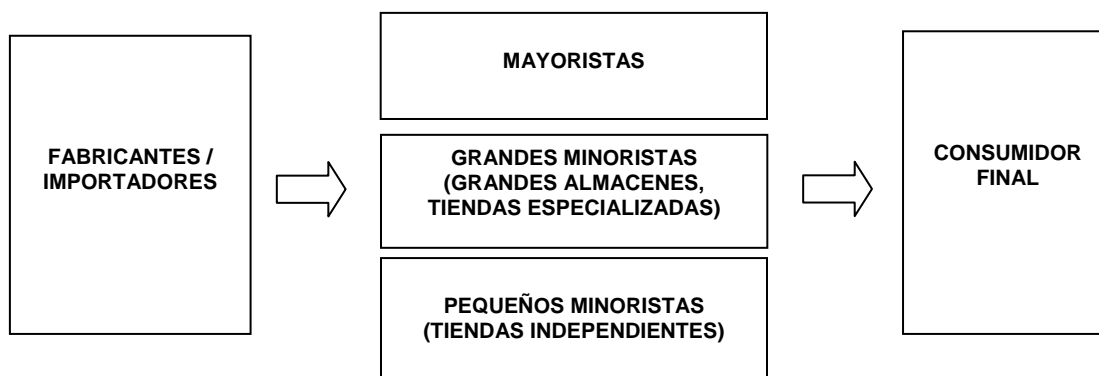 FABRICANTES /
IMPORTADORES
MAYORISTAS
GRANDES MINORISTAS
(GRANDES ALMACENES,
TIENDAS ESPECIALIZADAS)
PEQUEÑOS MINORISTAS
(TIENDAS INDEPENDIENTES)
CONSUMIDOR
FINAL